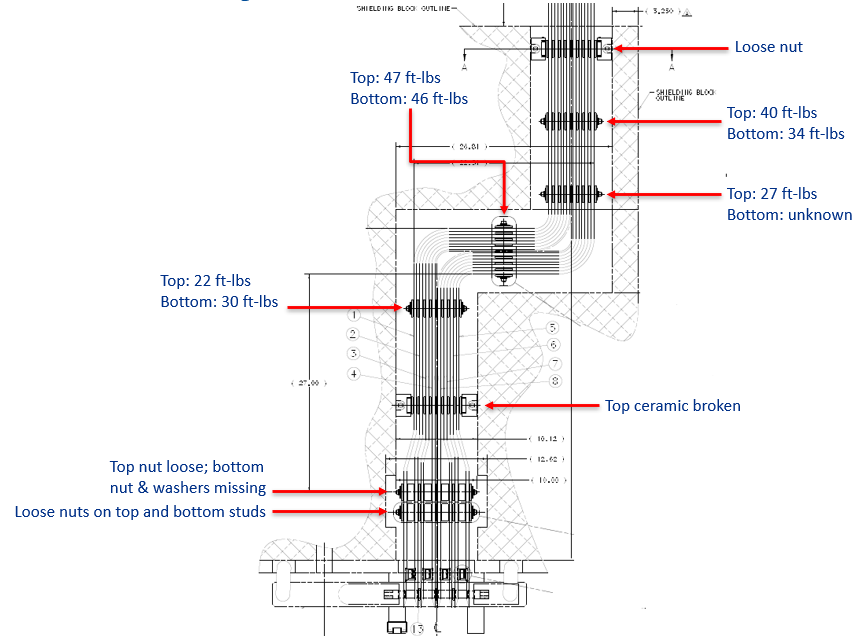 SHIELDING BLOCK OUTLINE
( 3.250 )
Loose nut
A
A
Top: 47 ft-lbs
Bottom: 46 ft-lbs
SHIELDING BLOCK
OUTLINE
Top: 40 ft-lbs
Bottom: 34 ft-lbs
( 26.81 )
Top: 27 ft-lbs
Bottom: unknown
Top: 22 ft-lbs
Bottom: 30 ft-lbs
1
2
3
4
5
6
7
8
( 27.00 )
Top ceramic broken
( 10.12 )
( 12.62 )
( 10.00 )
Top nut loose; bottom
nut & washers missing
Loose nuts on top and bottom studs
13